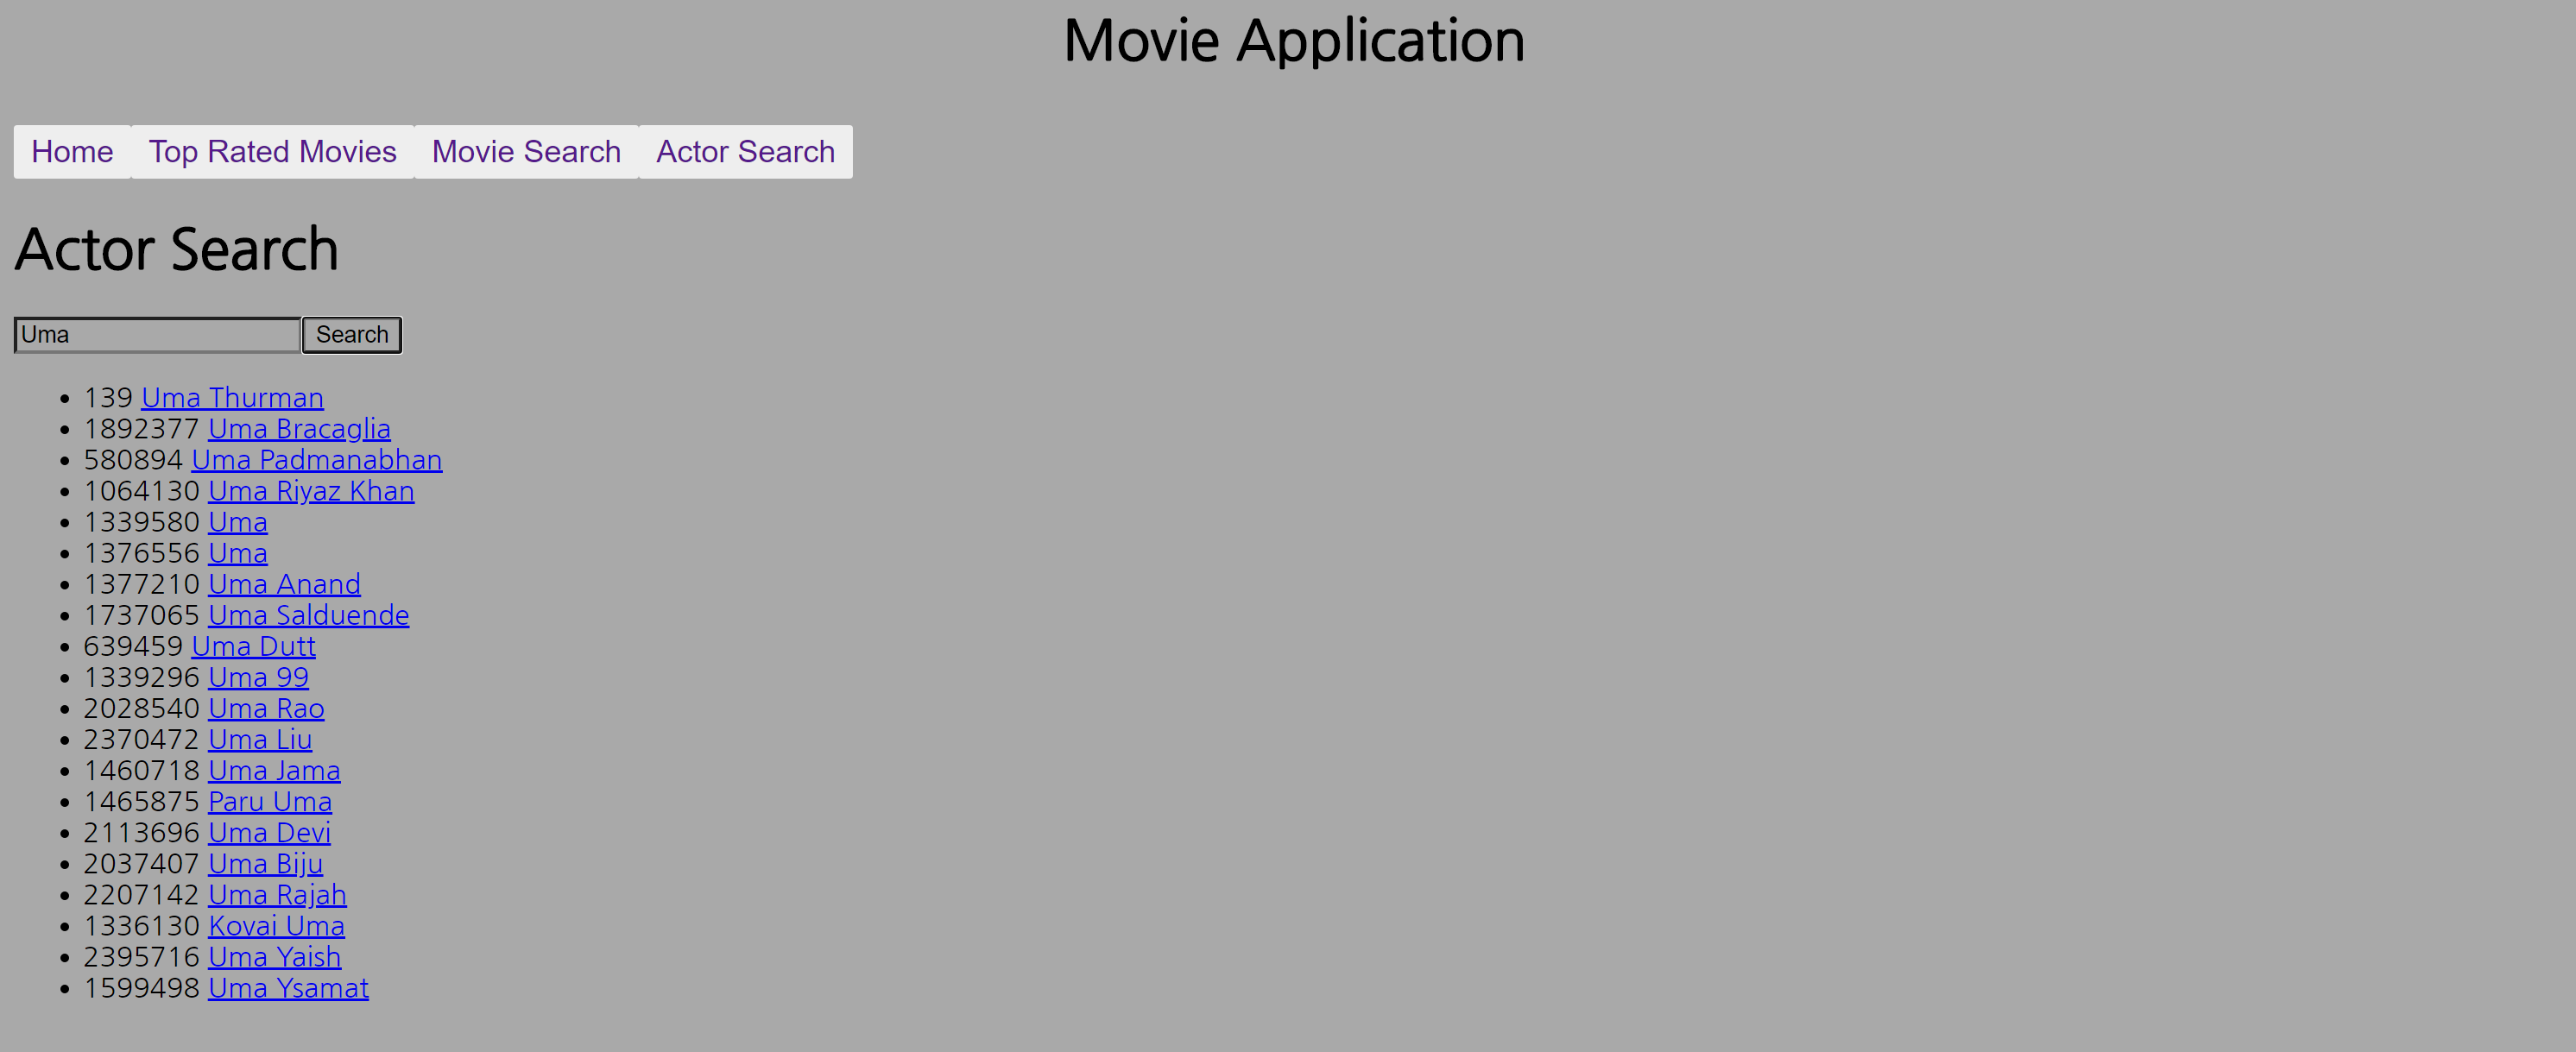 Movie Application
Home Top Rated Movies Movie Search Actor Search
Actor Search
Uma Search
139 Uma Thurman
1892377 Uma Bracaglia
580894 Uma Padmanabhan
1064130 Uma Riyaz Khan
1339580 Uma
1376556 Uma
1377210 Uma Anand
1737065 Uma Salduende
639459 Uma Dutt
1339296 Uma 99
2028540 Uma Rao
2370472 Uma Liu
1460718 Uma Jama
1465875 Paru Uma
2113696 Uma Devi
2037407 Uma Biju
2207142 Uma Rajah
1336130 Kovai Uma
2395716 Uma Yaish
1599498 Uma Ysamat